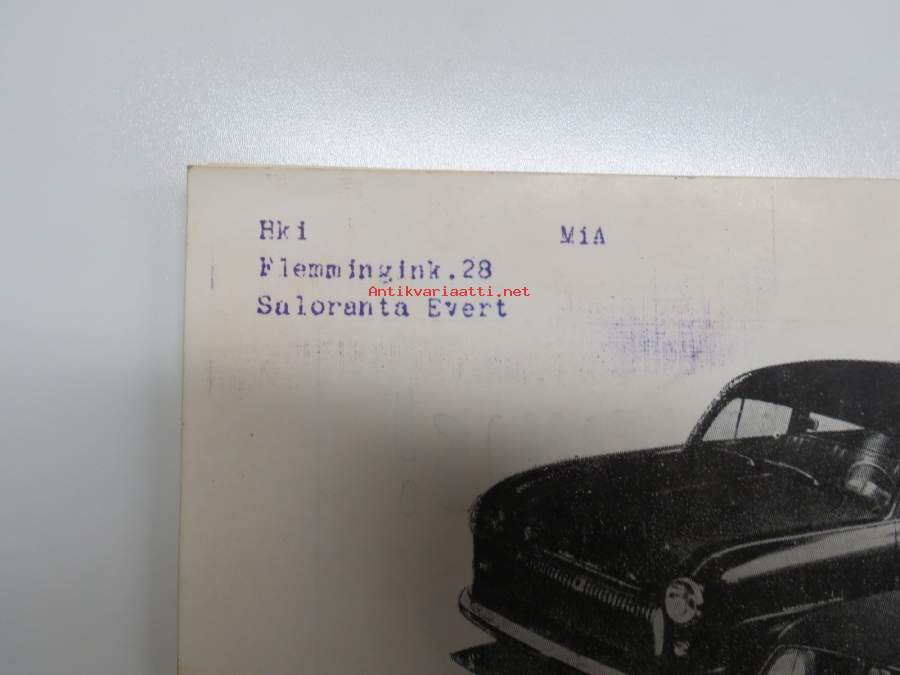 Hki MiA
Flemmingink.28
Antikvariaatti.net
Saloranta Evert